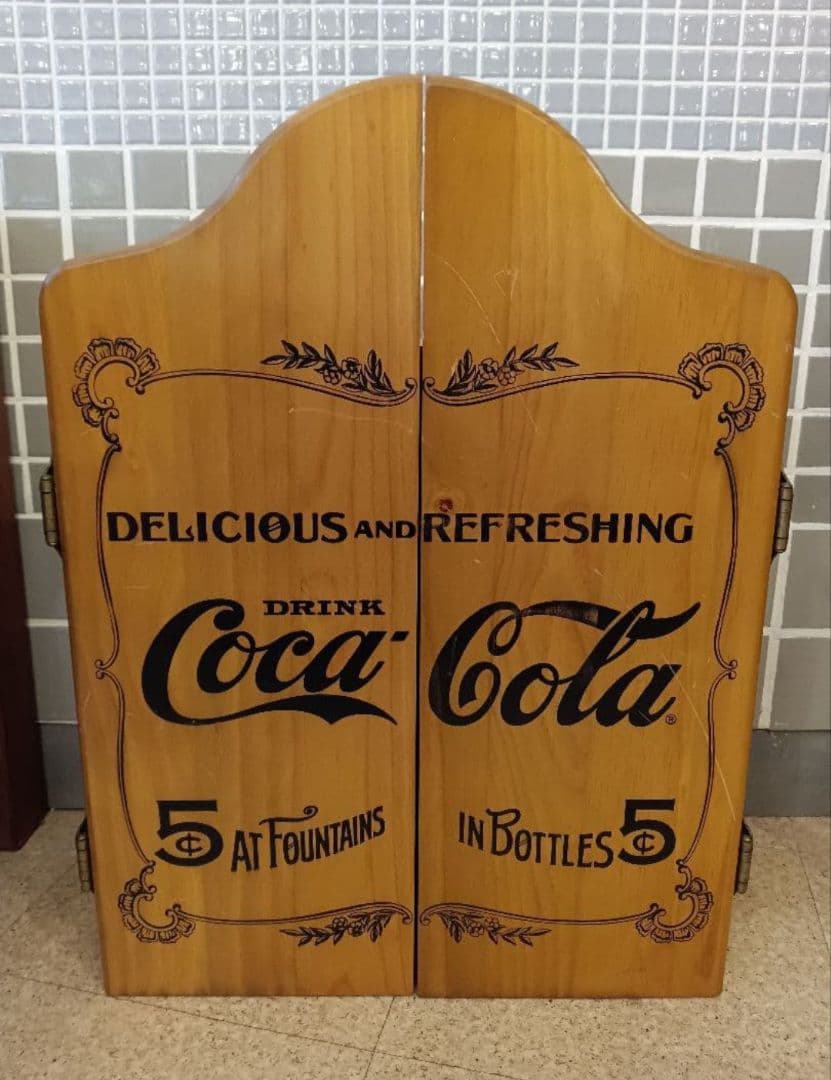 DELICIOUS AND REFRESHING
DRINK
Coca-Cola®
5¢ AT FOUNTAINS IN BOTTLES 5¢